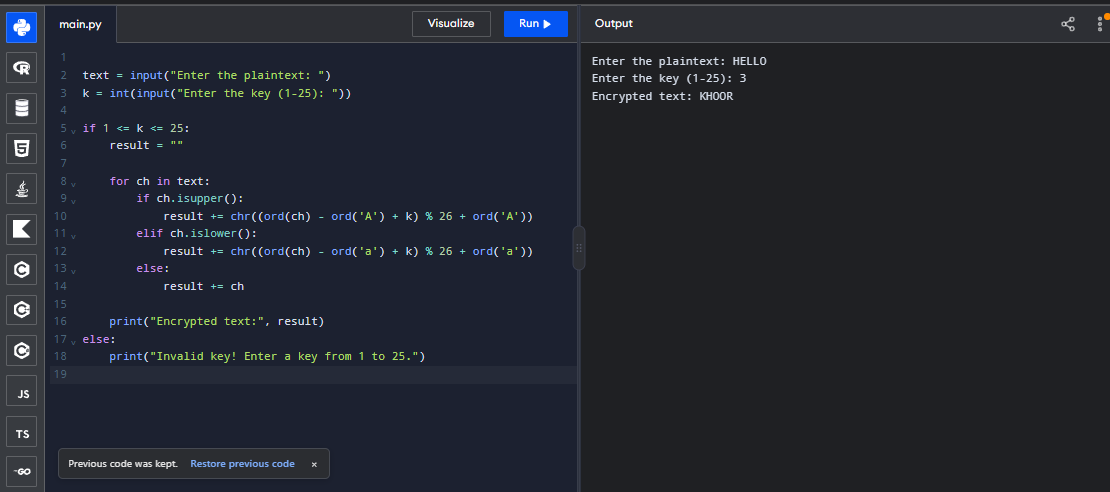 main.py
Visualize
Run
Output
1
2 text = input("Enter the plaintext: ")
3 k = int(input("Enter the key (1-25): "))
4
5 if 1 <= k <= 25:
6     result = ""
7
8     for ch in text:
9         if ch.isupper():
10             result += chr((ord(ch) - ord('A') + k) % 26 + ord('A'))
11         elif ch.islower():
12             result += chr((ord(ch) - ord('a') + k) % 26 + ord('a'))
13         else:
14             result += ch
15
16     print("Encrypted text:", result)
17 else:
18     print("Invalid key! Enter a key from 1 to 25.")
19
Enter the plaintext: HELLO
Enter the key (1-25): 3
Encrypted text: KHOOR
R
5
C
C
C
JS
TS
GO
Previous code was kept. Restore previous code ×